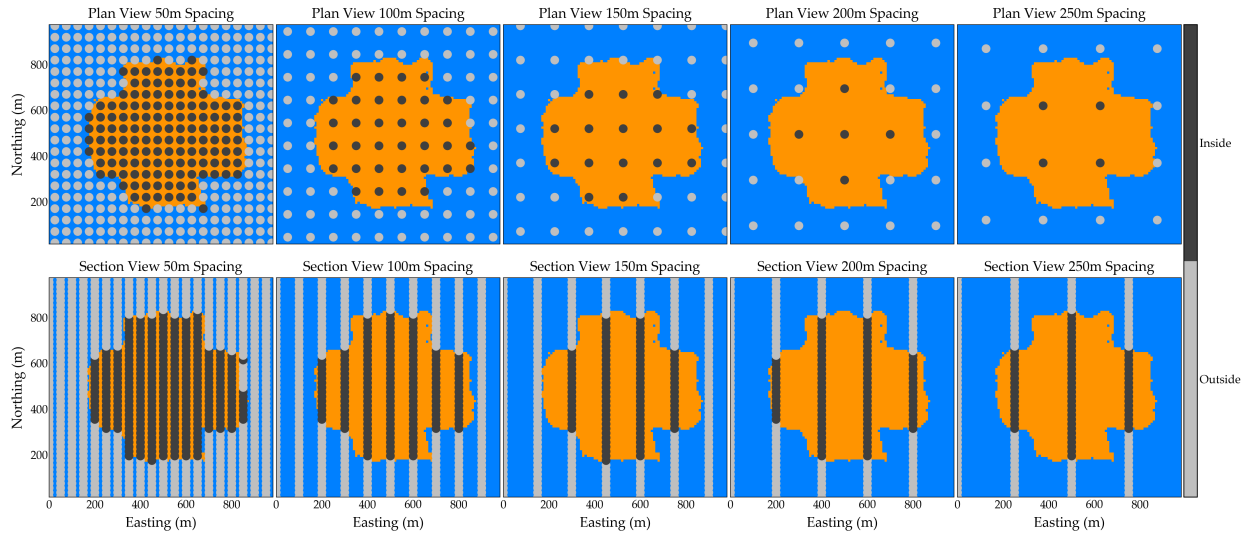 Plan View 50m Spacing
Plan View 100m Spacing
Plan View 150m Spacing
Plan View 200m Spacing
Plan View 250m Spacing
Northing (m)
800
600
400
200
Inside
Section View 50m Spacing
Section View 100m Spacing
Section View 150m Spacing
Section View 200m Spacing
Section View 250m Spacing
Northing (m)
800
600
400
200
Outside
0 200 400 600 800
0 200 400 600 800
0 200 400 600 800
0 200 400 600 800
0 200 400 600 800
Easting (m)
Easting (m)
Easting (m)
Easting (m)
Easting (m)